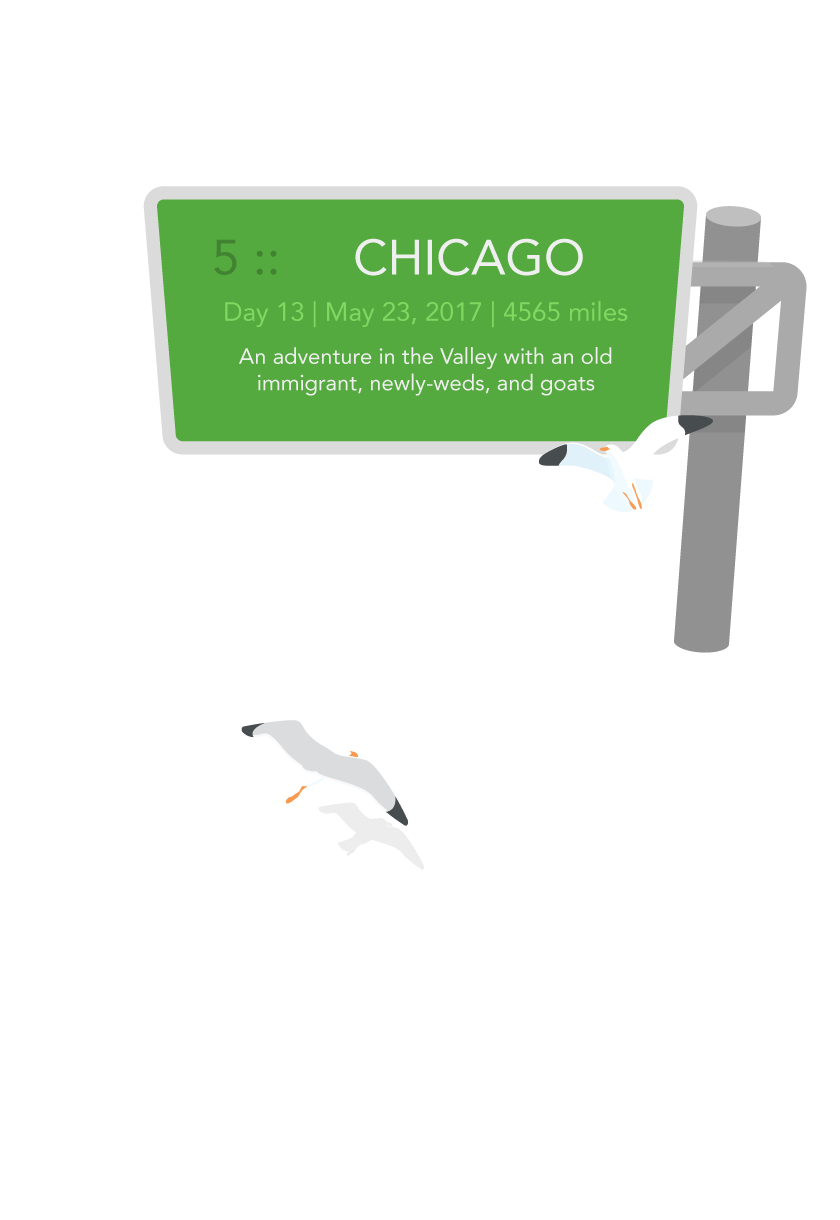 5 :: CHICAGO
Day 13 | May 23, 2017 | 4565 miles
An adventure in the Valley with an old
immigrant, newly-weds, and goats